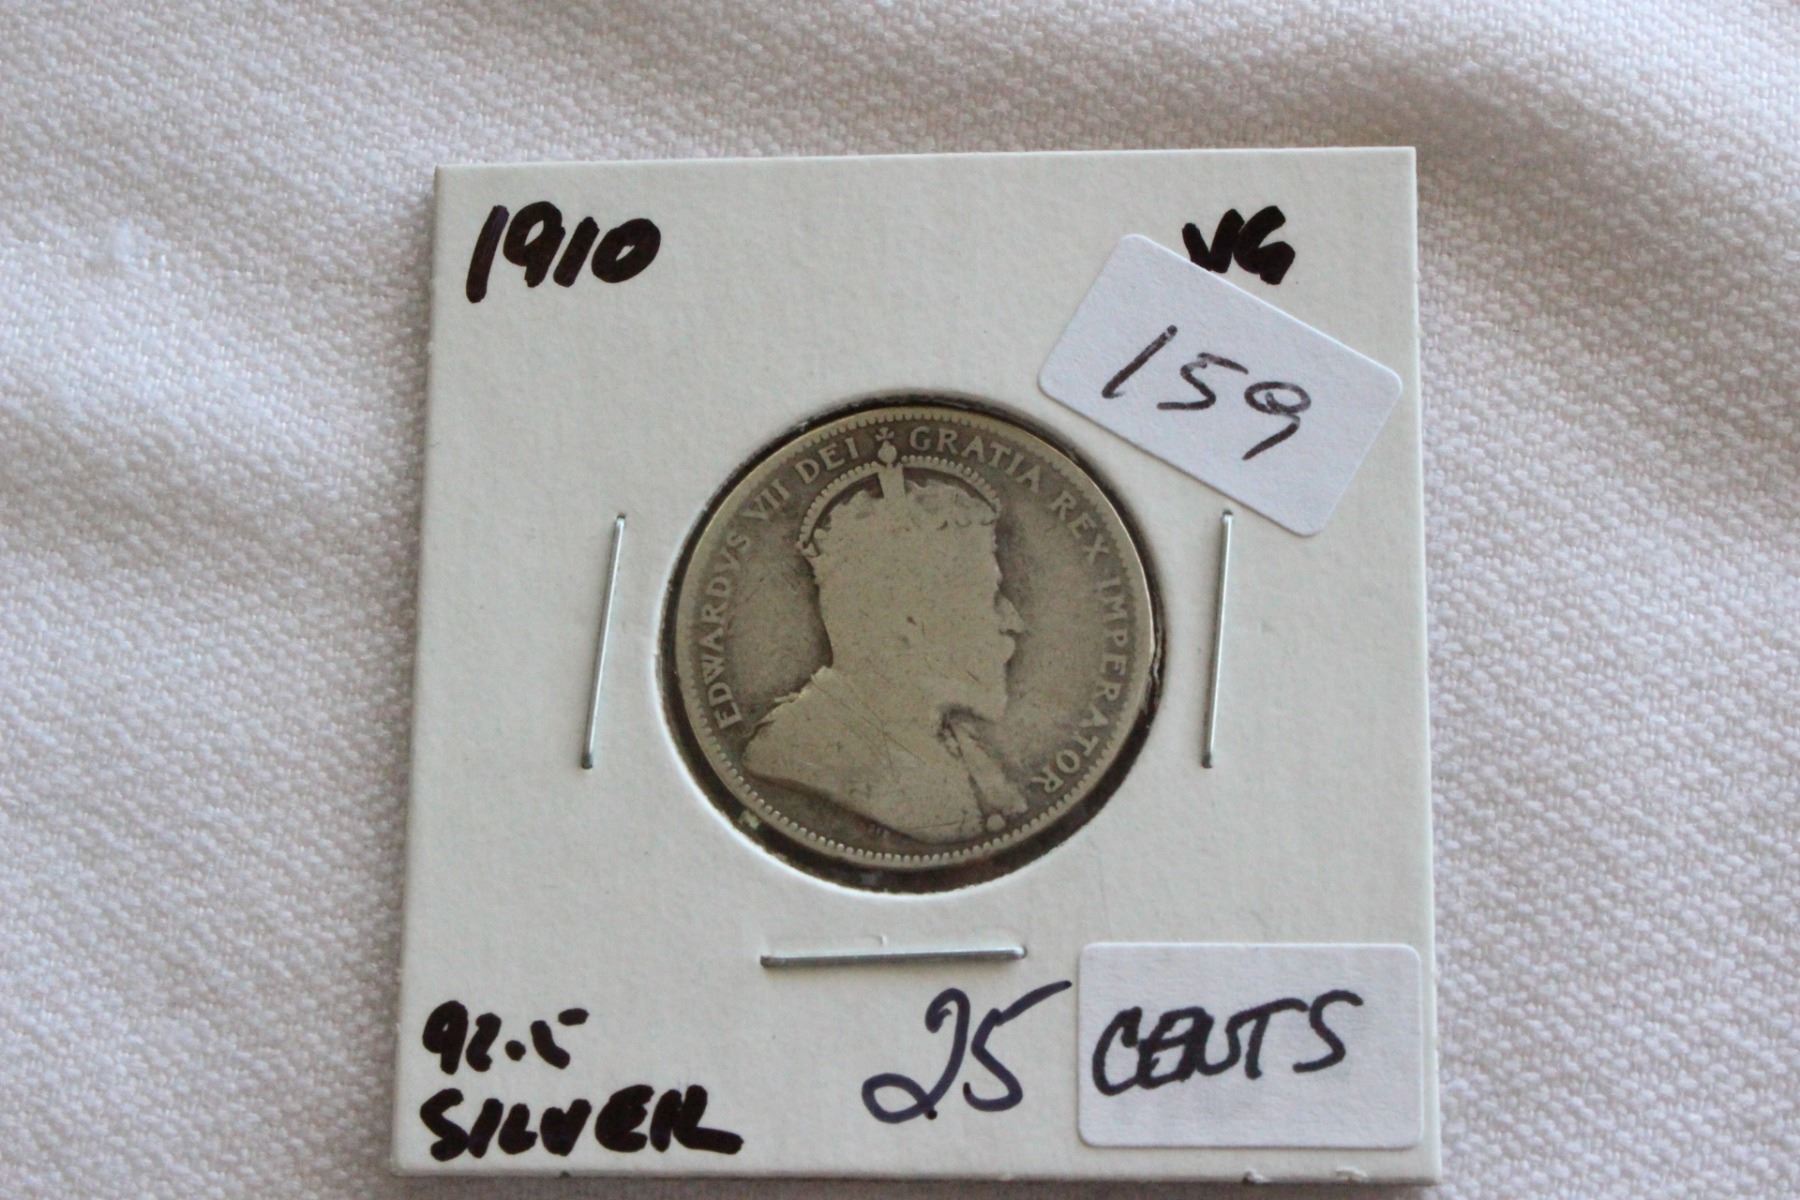 1910
VG
159
EDWARDVS VII DEI GRATIA REX IMPERATOR
92.5
SILVER
25 CENTS